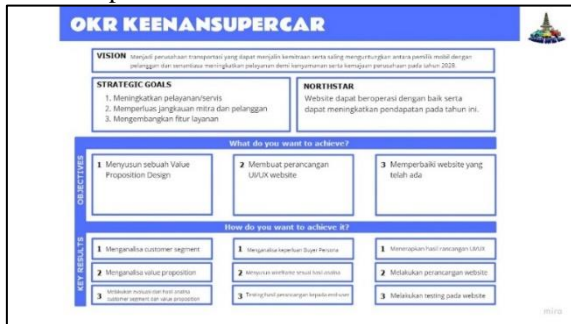 OKR KEENANSUPERCAR
VISION Menjadi perusahaan transportasi yang dapat menjalin kemitraan serta saling menguntungkan antara pemilik mobil dengan
pelanggan dan senantiasa meningkatkan pelayanan demi kenyamanan serta kemajuan perusahaan pada tahun 2028.
STRATEGIC GOALS
1. Meningkatkan pelayanan/servis
2. Memperluas jangkauan mitra dan pelanggan
3. Mengembangkan fitur layanan
NORTHSTAR
Website dapat beroperasi dengan baik serta
dapat meningkatkan pendapatan pada tahun ini.
What do you want to achieve?
OBJECTIVES
1 Menyusun sebuah Value
Proposition Design
2 Membuat perancangan
UI/UX website
3 Memperbaiki website yang
telah ada
How do you want to achieve it?
KEY RESULTS
1 Menganalisa customer segment
1 Menganalisa keperluan Buyer Persona
1 Menerapkan hasil rancangan UI/UX
2 Menganalisa value proposition
2 Menyusun wireframe sesuai hasil analisa
2 Melakukan perancangan website
3 Melakukan evaluasi dari hasil analisa
customer segment dan value proposition
3 Testing hasil perancangan kepada end-user
3 Melakukan testing pada website
miro